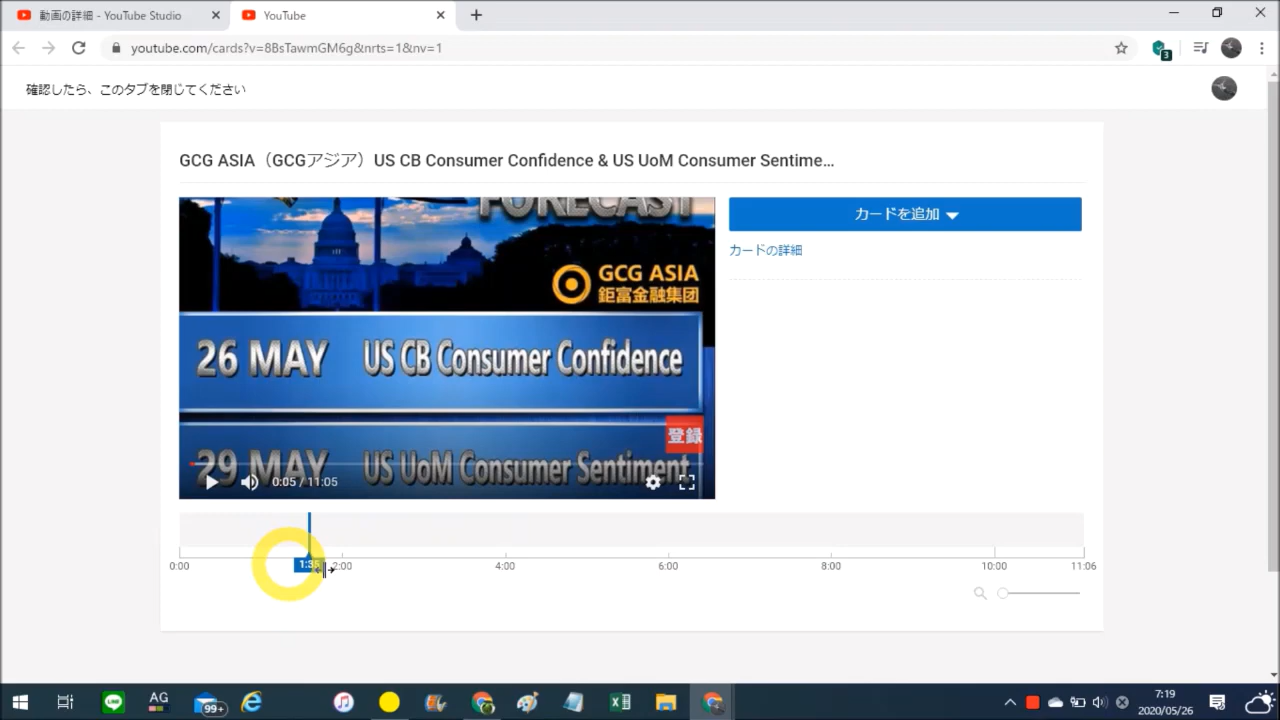 動画の詳細 - YouTube Studio
YouTube
youtube.com/cards?v=8BsTawmGM6g&nrts=1&nv=1
3
確認したら、このタブを閉じてください
GCG ASIA（GCGアジア）US CB Consumer Confidence & US UoM Consumer Sentime...
FORECAST
GCG ASIA
鉅富金融集団
26 MAY US CB Consumer Confidence
登録
29 MAY US UoM Consumer Sentiment
0:05 / 11:05
カードを追加
カードの詳細
1:35
0:00 2:00 4:00 6:00 8:00 10:00 11:06
LINE
AG
99+
7:19
2020/05/26